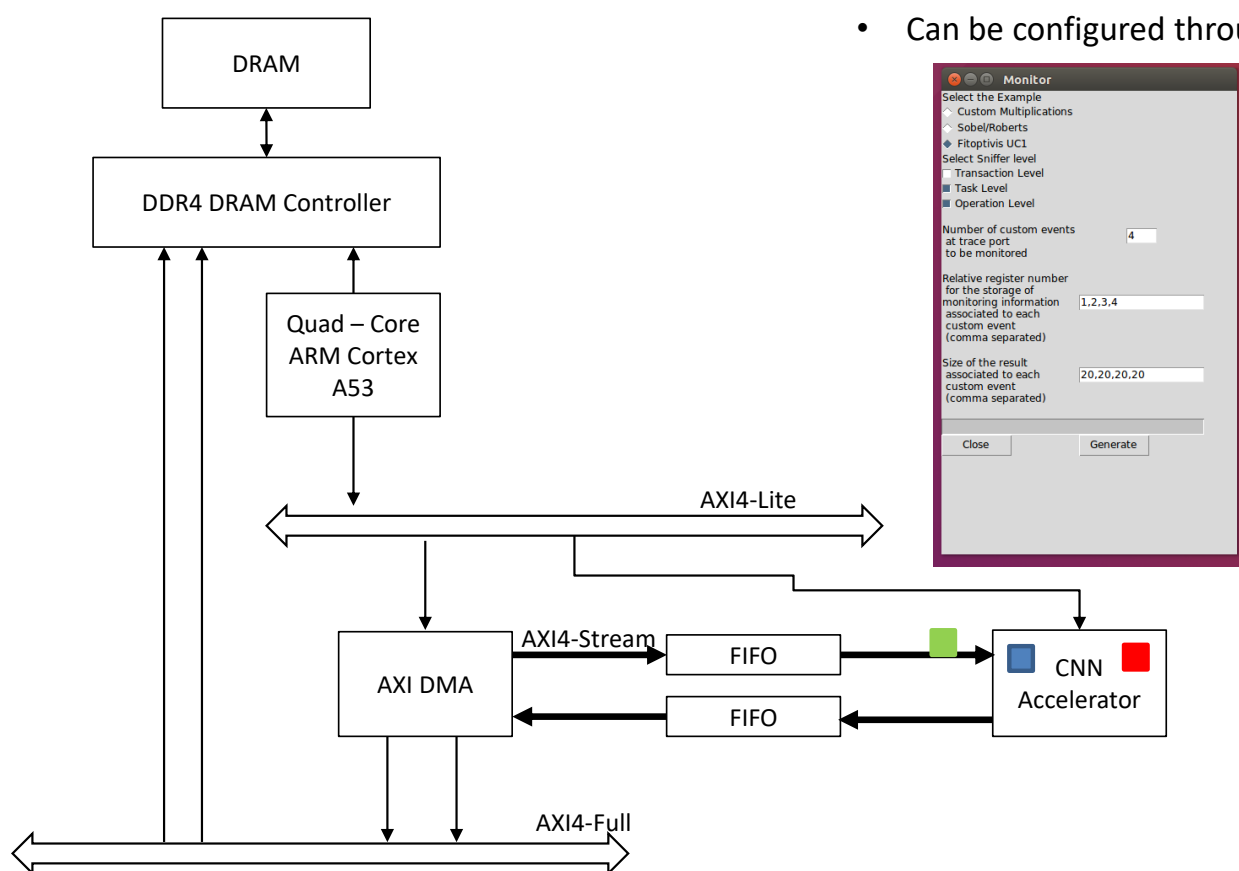 • Can be configured throu
DRAM
DDR4 DRAM Controller
Quad – Core
ARM Cortex
A53
AXI4-Lite
AXI4-Stream
AXI DMA
FIFO
FIFO
CNN
Accelerator
AXI4-Full
Monitor
Select the Example
Custom Multiplications
Sobel/Roberts
Fitoptivis UC1
Select Sniffer level
Transaction Level
Task Level
Operation Level
Number of custom events
at trace port
to be monitored
4
Relative register number
for the storage of
monitoring information
associated to each
custom event
(comma separated)
1,2,3,4
Size of the result
associated to each
custom event
(comma separated)
20,20,20,20
Close
Generate